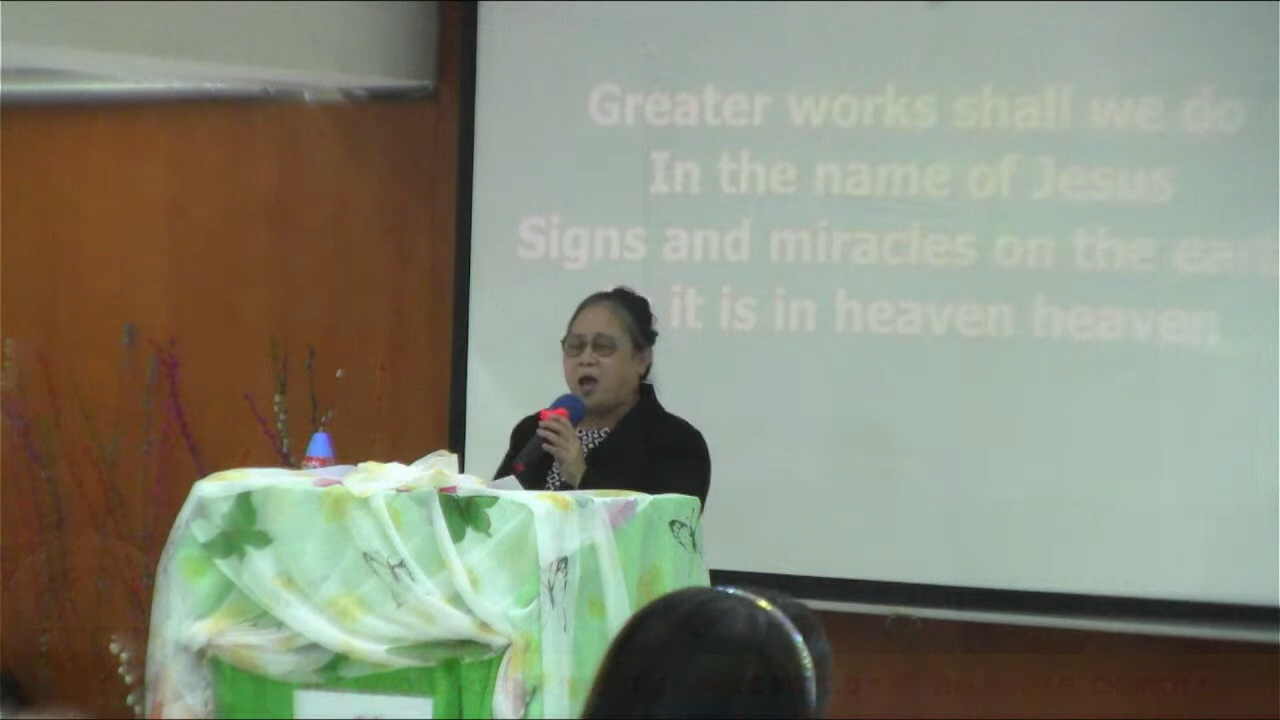 Greater works shall we do
In the name of Jesus
Signs and miracles on the
it is in heaven heaven